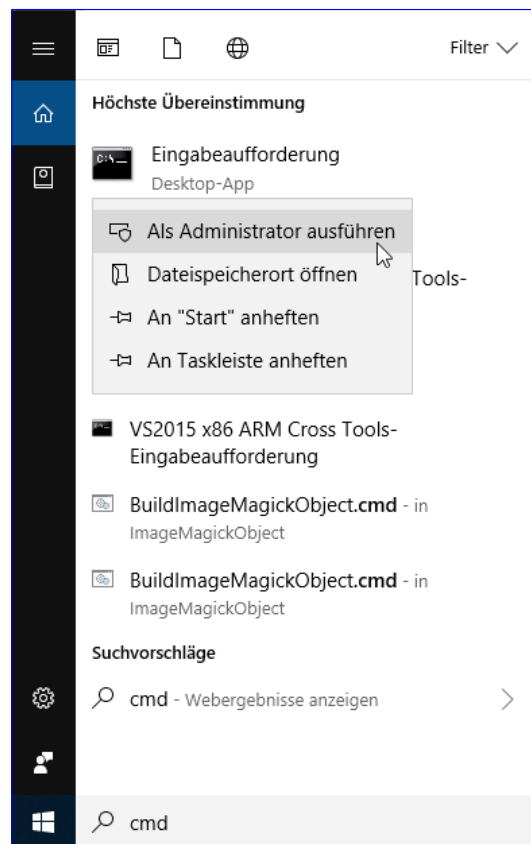 Filter
Höchste Übereinstimmung
Eingabeaufforderung
Desktop-App
Als Administrator ausführen
Dateispeicherort öffnen
Tools-
An "Start" anheften
An Taskleiste anheften
VS2015 x86 ARM Cross Tools-
Eingabeaufforderung
BuildImageMagickObject.cmd - in
ImageMagickObject
BuildImageMagickObject.cmd - in
ImageMagickObject
Suchvorschläge
cmd - Webergebnisse anzeigen
cmd